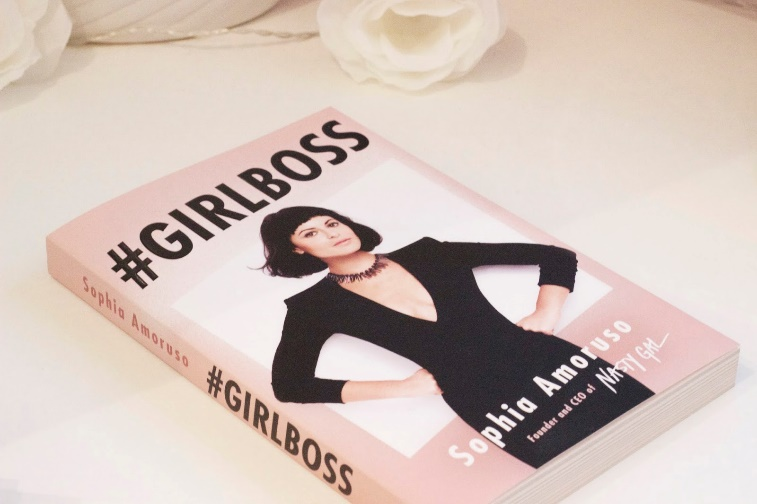 #GIRLBOSS
Sophia Amoruso
Founder and CEO of NASTY GAL
Sophia Amoruso
#GIRLBOSS